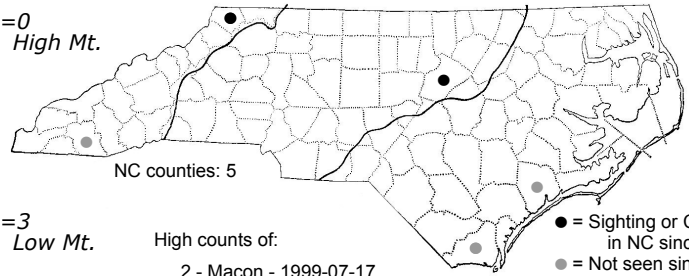 =0
High Mt.
NC counties: 5
=3
Low Mt.
High counts of:
2 - Macon - 1999-07-17
● = Sighting or
in NC sinc
● = Not seen sin